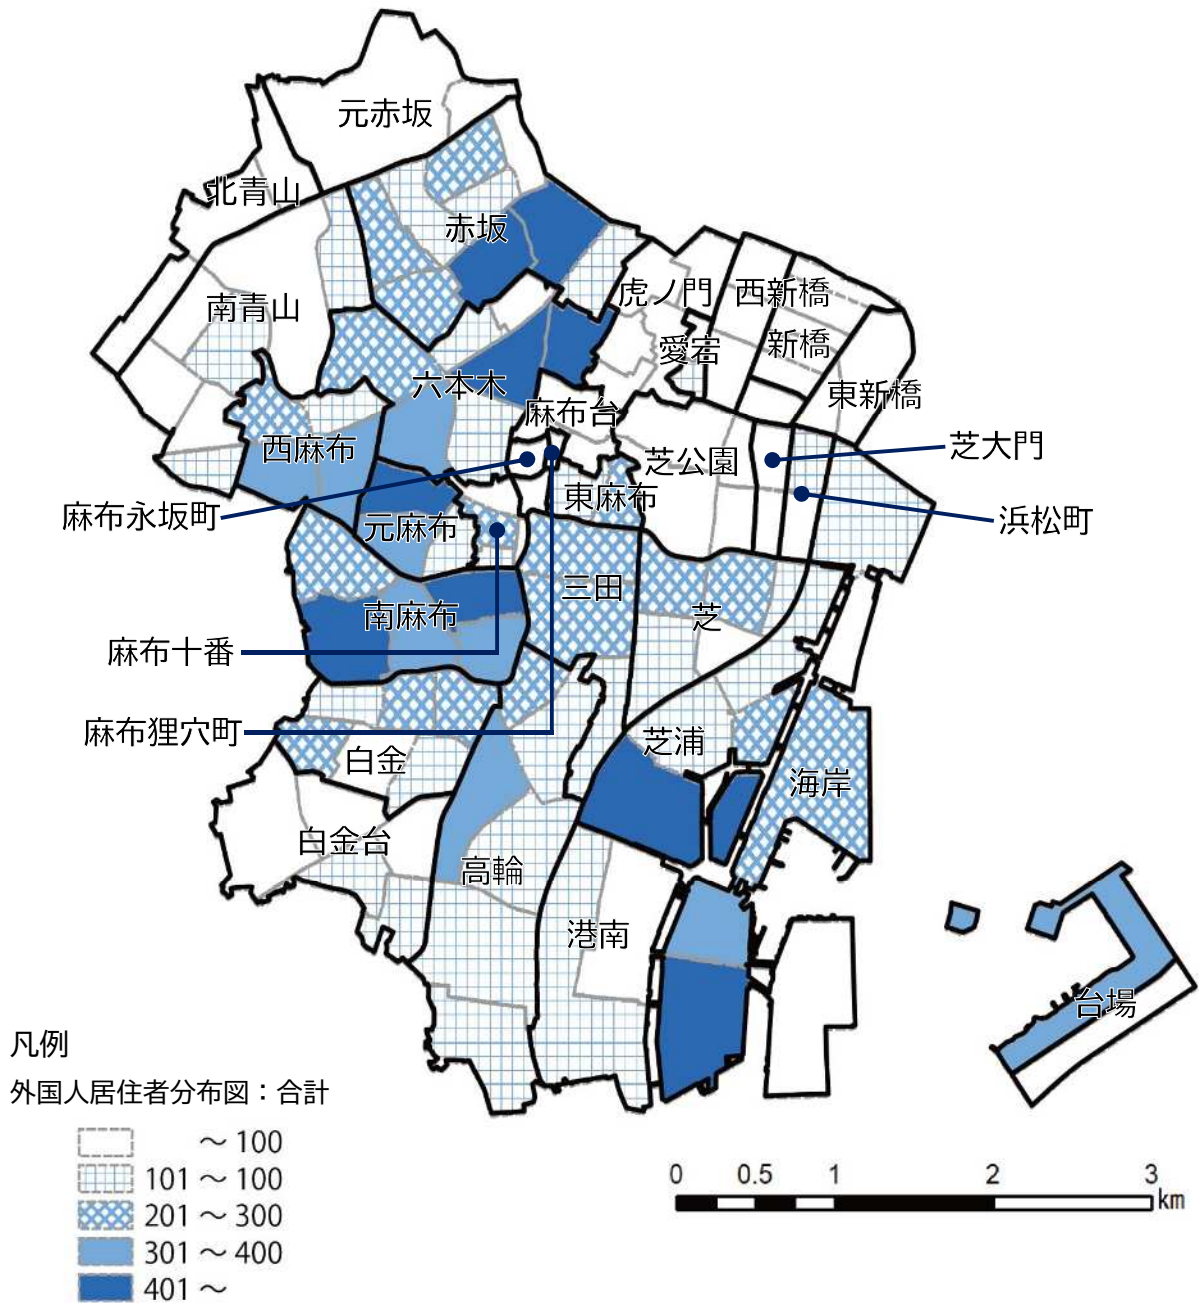 元赤坂
北青山
赤坂
南青山
虎ノ門
西新橋
新橋
愛宕
六本木
東新橋
麻布台
西麻布
芝公園
芝大門
麻布永坂町
東麻布
浜松町
元麻布
三田
南麻布
芝
麻布十番
麻布狸穴町
芝浦
白金
海岸
白金台
高輪
港南
台場
凡例
外国人居住者分布図：合計
～100
101～100
201～300
301～400
401～
0 0.5 1 2 3
km